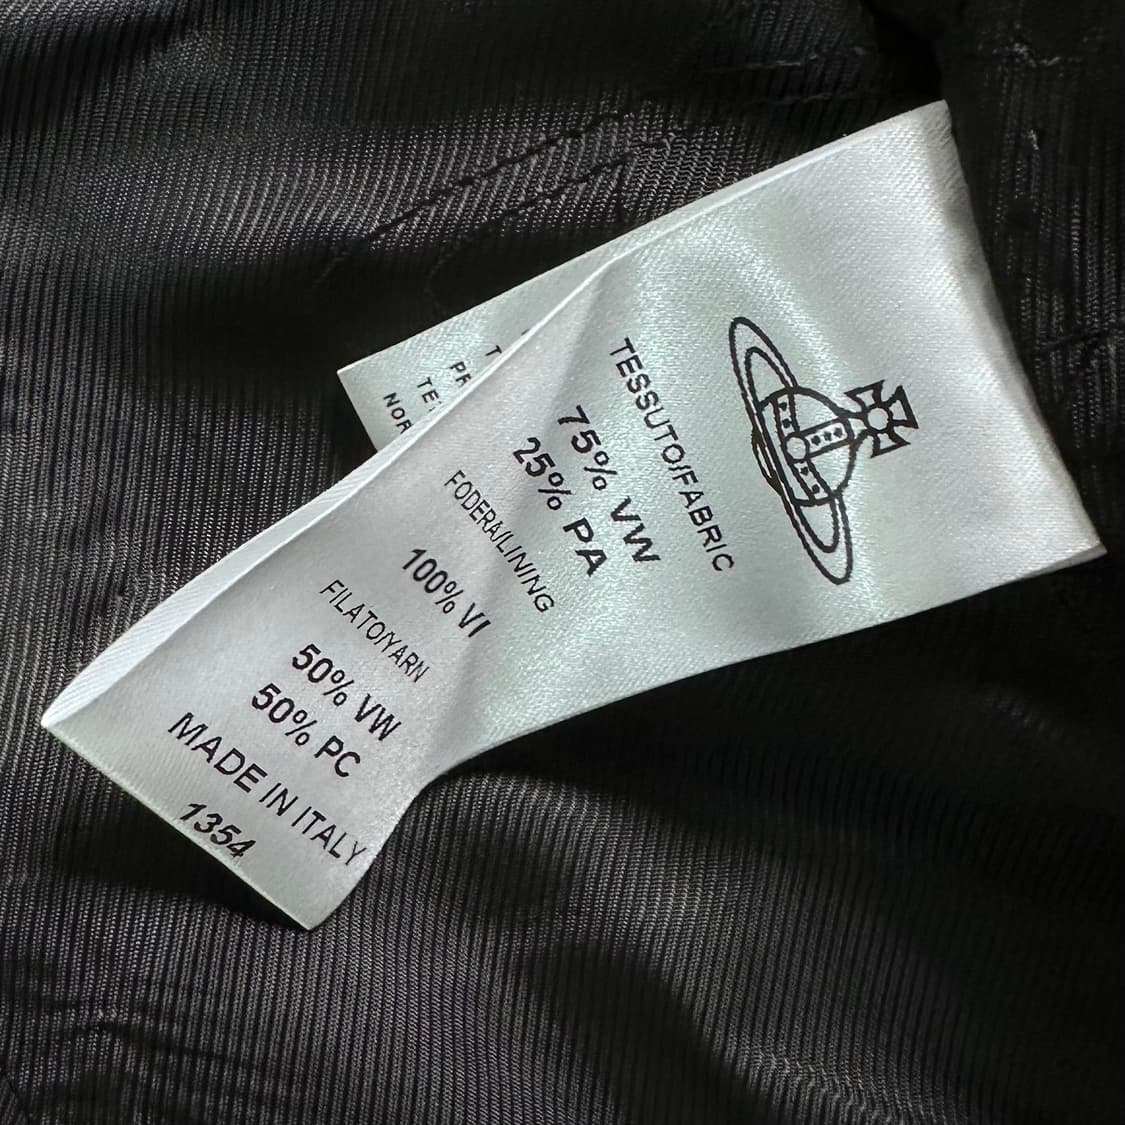 TESSUTO/FABRIC
75% VW
25% PA
FODERA/LINING
100% VI
FILATO/YARN
50% VW
50% PC
MADE IN ITALY
1354